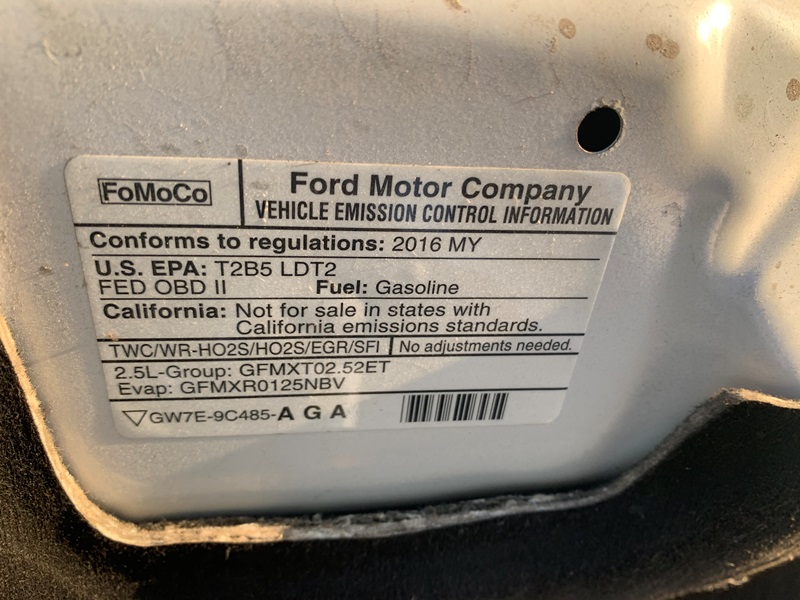 FoMoCo
Ford Motor Company
VEHICLE EMISSION CONTROL INFORMATION
Conforms to regulations: 2016 MY
U.S. EPA: T2B5 LDT2
FED OBD II Fuel: Gasoline
California: Not for sale in states with
California emissions standards.
TWC/WR-HO2S/HO2S/EGR/SFI No adjustments needed.
2.5L-Group: GFMXT02.52ET
Evap: GFMXR0125NBV
GW7E-9C485-A G A